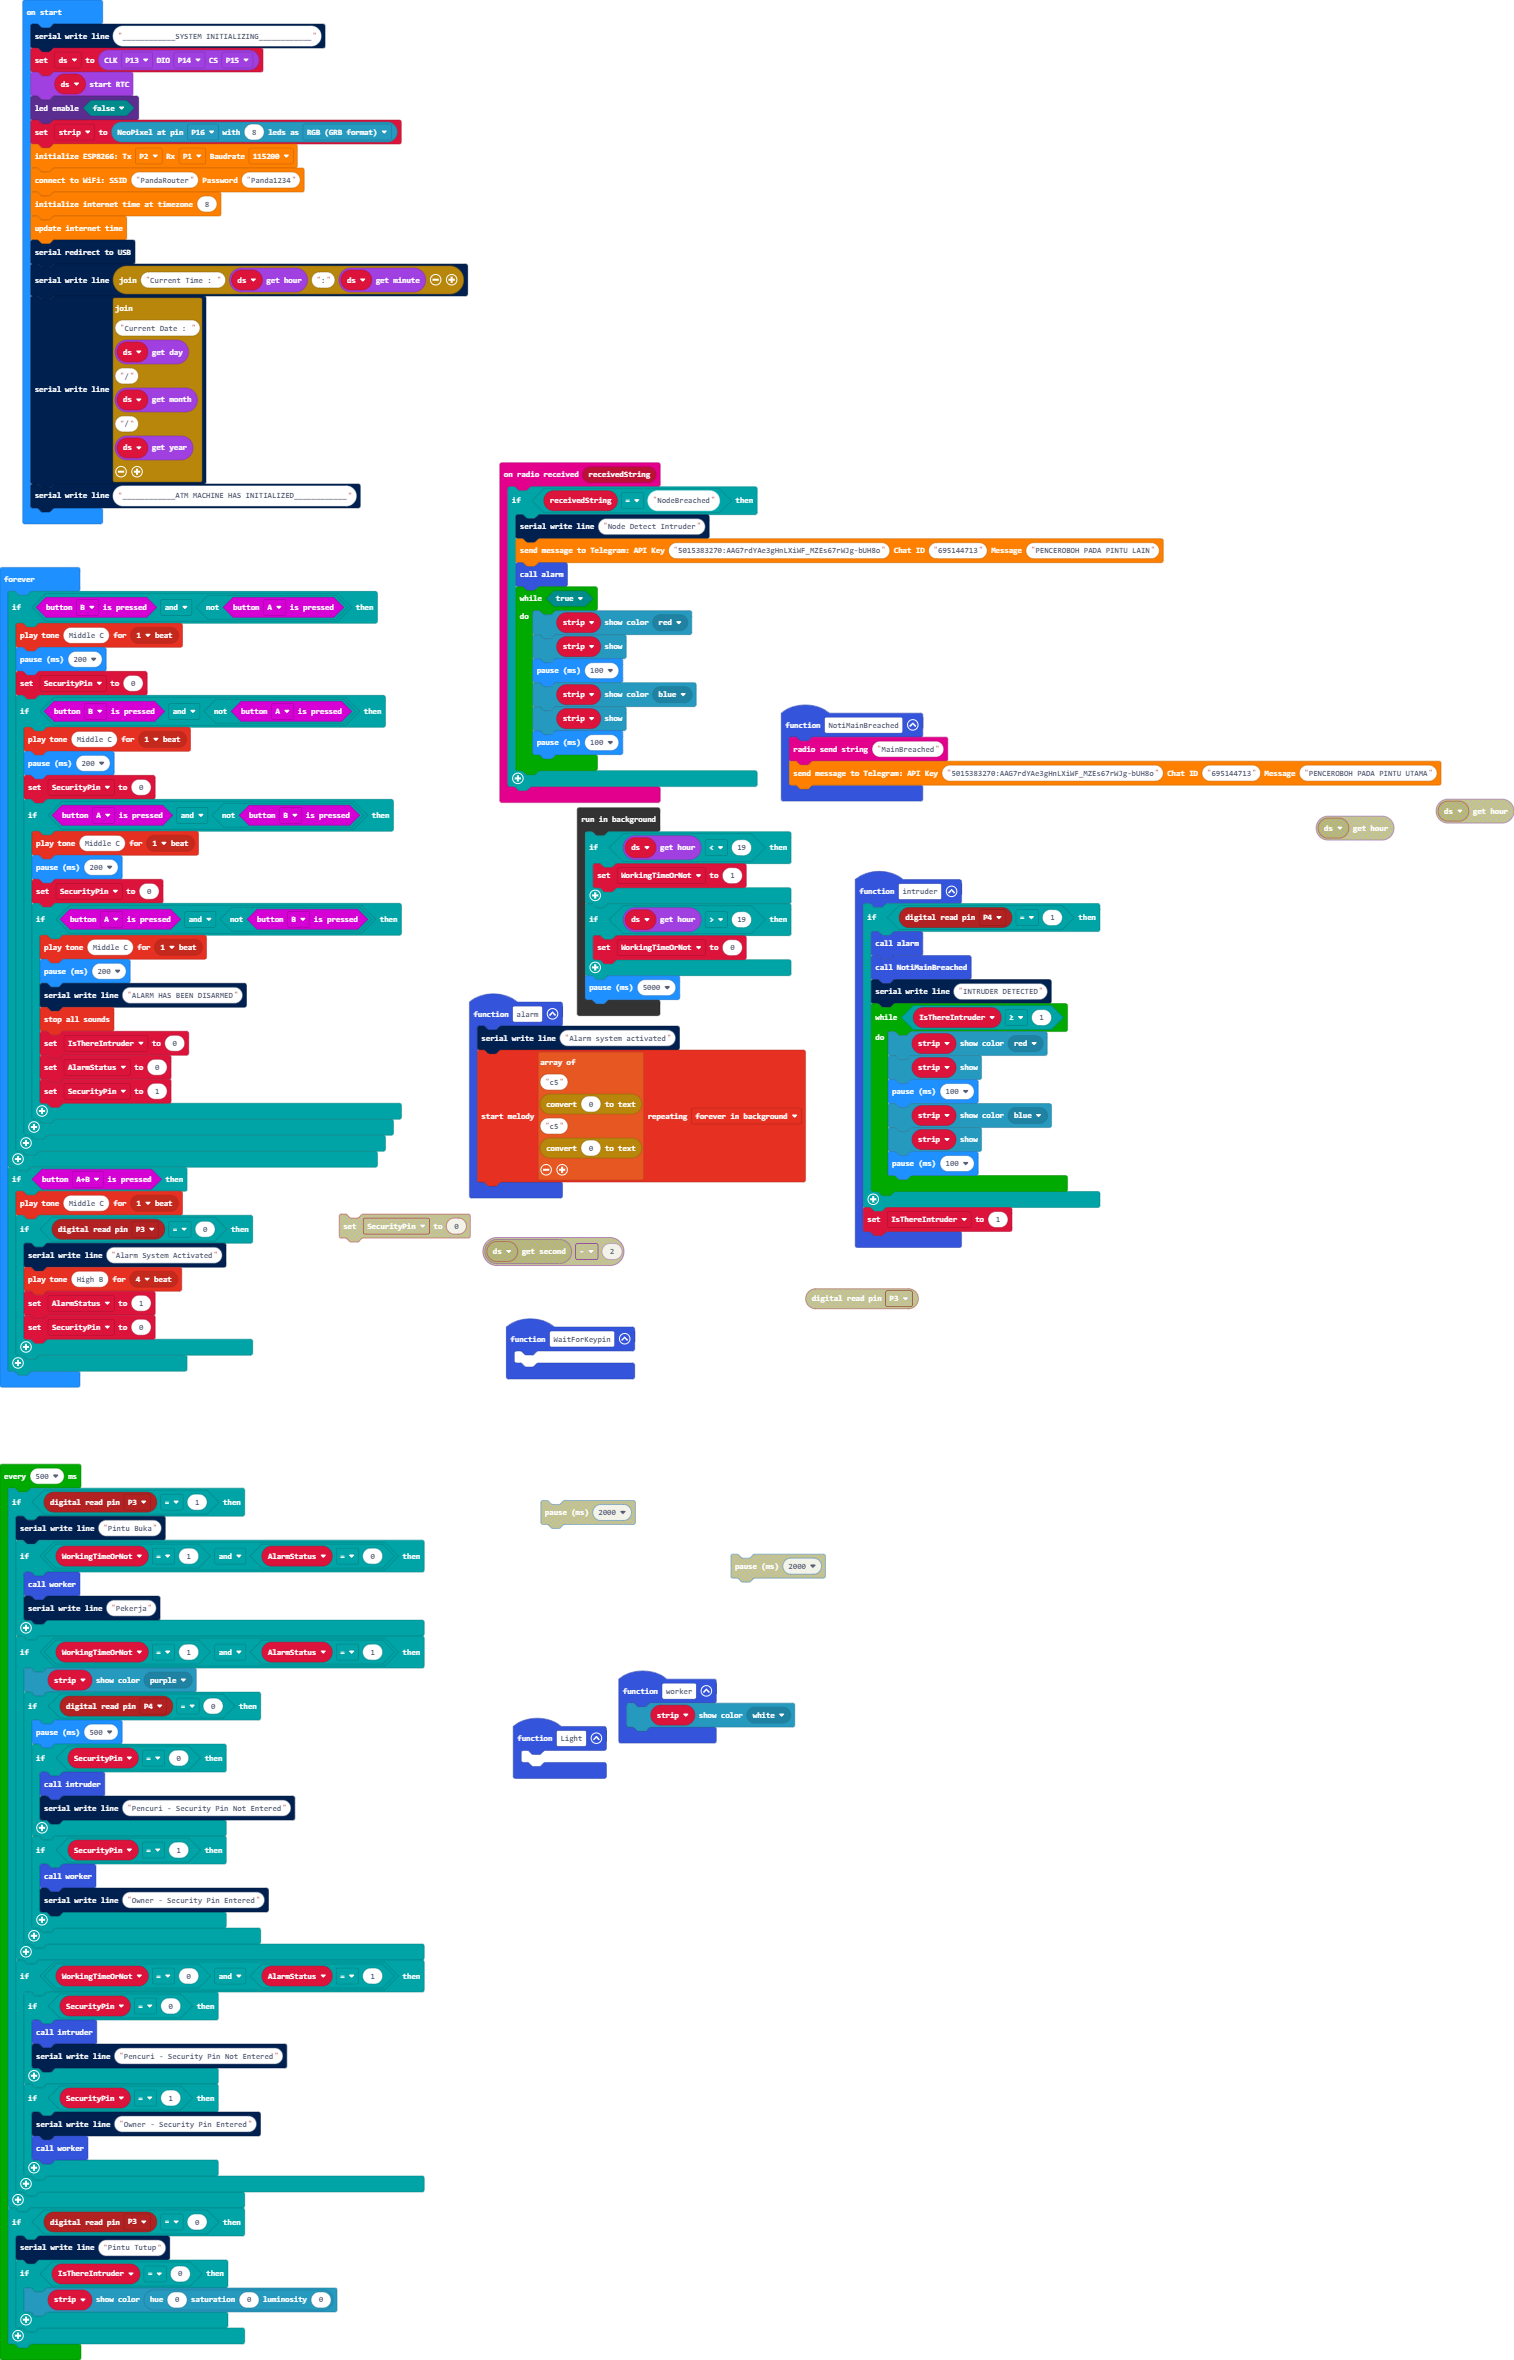 on start
serial write line "____________SYSTEM INITIALIZING____________"
set ds to CLK P13 DIO P14 CS P15
ds start RTC
led enable false
set strip to NeoPixel at pin P16 with 8 leds as RGB (GRB format)
initialize ESP8266: Tx P2 Rx P1 Baudrate 115200
connect to WiFi: SSID "PandaRouter" Password "Panda1234"
initialize internet time at timezone 8
update internet time
serial redirect to USB
serial write line join "Current Time : " ds get hour ":" ds get minute
serial write line
join
"Current Date : "
ds get day
"/"
ds get month
"/"
ds get year
serial write line "____________ATM MACHINE HAS INITIALIZED____________"
forever
if button B is pressed and not button A is pressed then
play tone Middle C for 1 beat
pause (ms) 200
set SecurityPin to 0
if button B is pressed and not button A is pressed then
play tone Middle C for 1 beat
pause (ms) 200
set SecurityPin to 0
if button A is pressed and not button B is pressed then
play tone Middle C for 1 beat
pause (ms) 200
set SecurityPin to 0
if button A is pressed and not button B is pressed then
play tone Middle C for 1 beat
pause (ms) 200
serial write line "ALARM HAS BEEN DISARMED"
stop all sounds
set IsThereIntruder to 0
set AlarmStatus to 0
set SecurityPin to 1
if button A+B is pressed then
play tone Middle C for 1 beat
if digital read pin P3 = 0 then
serial write line "Alarm System Activated"
play tone High B for 4 beat
set AlarmStatus to 1
set SecurityPin to 0
on radio received receivedString
if receivedString = "NodeBreached" then
serial write line "Node Detect Intruder"
send message to Telegram: API Key "5015383270:AAG7rdYAe3gHnLXiWF_MZEs67rWJg-bUH8o" Chat ID "695144713" Message "PENCEROBOH PADA PINTU LAIN"
call alarm
while true
do
strip show color red
strip show
pause (ms) 100
strip show color blue
strip show
pause (ms) 100
function NotiMainBreached
radio send string "MainBreached"
send message to Telegram: API Key "5015383270:AAG7rdYAe3gHnLXiWF_MZEs67rWJg-bUH8o" Chat ID "695144713" Message "PENCEROBOH PADA PINTU UTAMA"
ds get hour
ds get hour
run in background
if ds get hour < 19 then
set WorkingTimeOrNot to 1
if ds get hour > 19 then
set WorkingTimeOrNot to 0
pause (ms) 5000
function intruder
if digital read pin P4 = 1 then
call alarm
call NotiMainBreached
serial write line "INTRUDER DETECTED"
while IsThereIntruder ≥ 1
do
strip show color red
strip show
pause (ms) 100
strip show color blue
strip show
pause (ms) 100
set IsThereIntruder to 1
function alarm
serial write line "Alarm system activated"
start melody
array of
"c5"
convert 0 to text
"c5"
convert 0 to text
repeating forever in background
set SecurityPin to 0
ds get second - 2
digital read pin P3
function WaitForKeypin
every 500 ms
if digital read pin P3 = 1 then
serial write line "Pintu Buka"
if WorkingTimeOrNot = 1 and AlarmStatus = 0 then
call worker
serial write line "Pekerja"
if WorkingTimeOrNot = 1 and AlarmStatus = 1 then
strip show color purple
if digital read pin P4 = 0 then
pause (ms) 500
if SecurityPin = 0 then
call intruder
serial write line "Pencuri - Security Pin Not Entered"
if SecurityPin = 1 then
call worker
serial write line "Owner - Security Pin Entered"
if WorkingTimeOrNot = 0 and AlarmStatus = 1 then
if SecurityPin = 0 then
call intruder
serial write line "Pencuri - Security Pin Not Entered"
if SecurityPin = 1 then
serial write line "Owner - Security Pin Entered"
call worker
if digital read pin P3 = 0 then
serial write line "Pintu Tutup"
if IsThereIntruder = 0 then
strip show color hue 0 saturation 0 luminosity 0
pause (ms) 2000
pause (ms) 2000
function worker
strip show color white
function Light